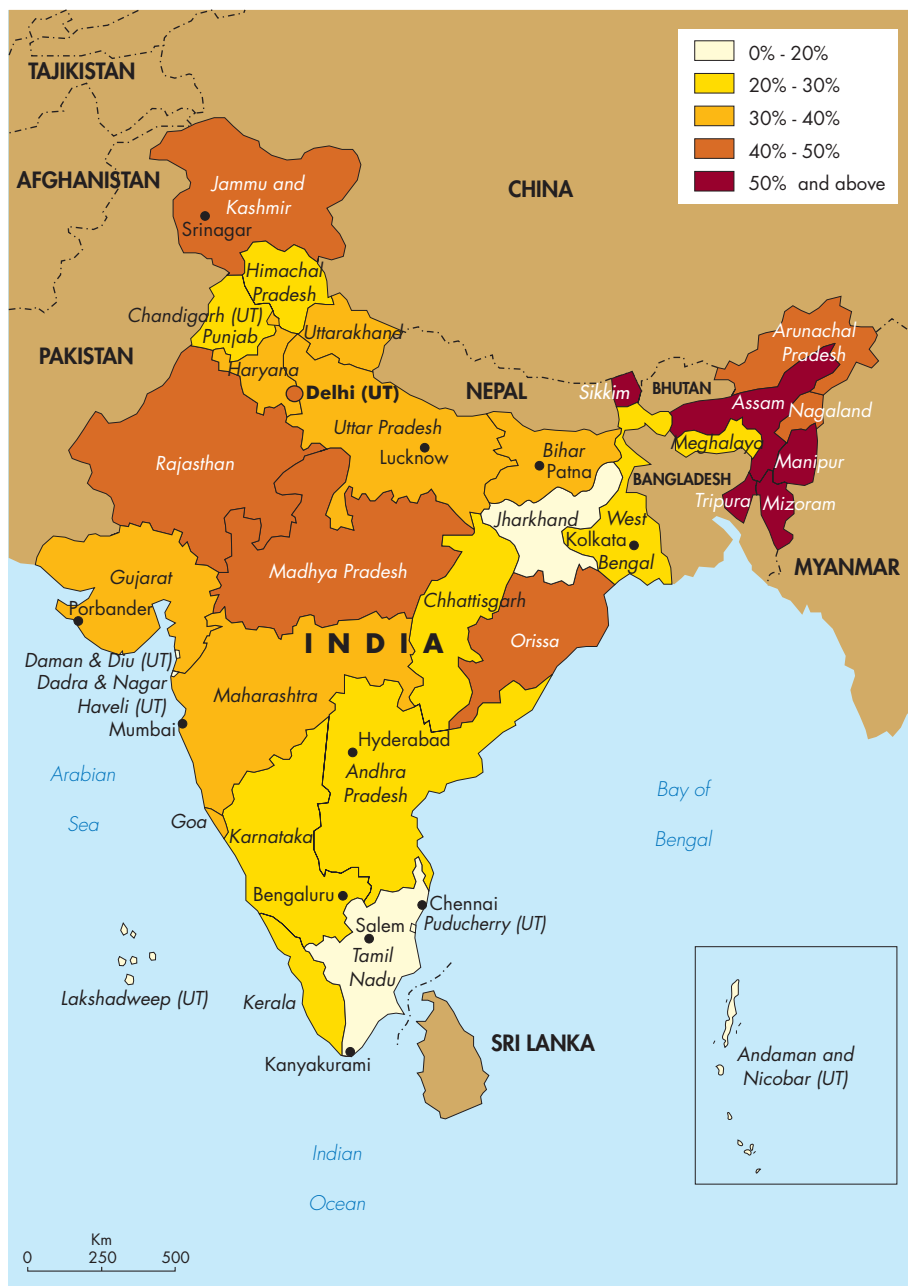 0% - 20%
20% - 30%
30% - 40%
40% - 50%
50% and above
TAJIKISTAN
AFGHANISTAN
CHINA
Jammu and
Kashmir
Srinagar
Himachal
Pradesh
Chandigarh (UT)
Punjab
Uttarakhand
PAKISTAN
Haryana
Delhi (UT)
NEPAL
Sikkim
BHUTAN
Arunachal
Pradesh
Assam
Nagaland
Meghalaya
Manipur
BANGLADESH
Tripura
Mizoram
MYANMAR
Rajasthan
Uttar Pradesh
Lucknow
Bihar
Patna
Jharkhand
West
Kolkata
Bengal
Gujarat
Porbander
Madhya Pradesh
Chhattisgarh
Orissa
INDIA
Daman & Diu (UT)
Dadra & Nagar
Haveli (UT)
Mumbai
Maharashtra
Hyderabad
Andhra
Pradesh
Arabian
Sea
Bay of
Bengal
Goa
Karnataka
Bengaluru
Chennai
Puducherry (UT)
Salem
Tamil
Nadu
Lakshadweep (UT)
Kerala
Kanyakurami
SRI LANKA
Andaman and
Nicobar (UT)
Indian
Ocean
Km
0 250 500